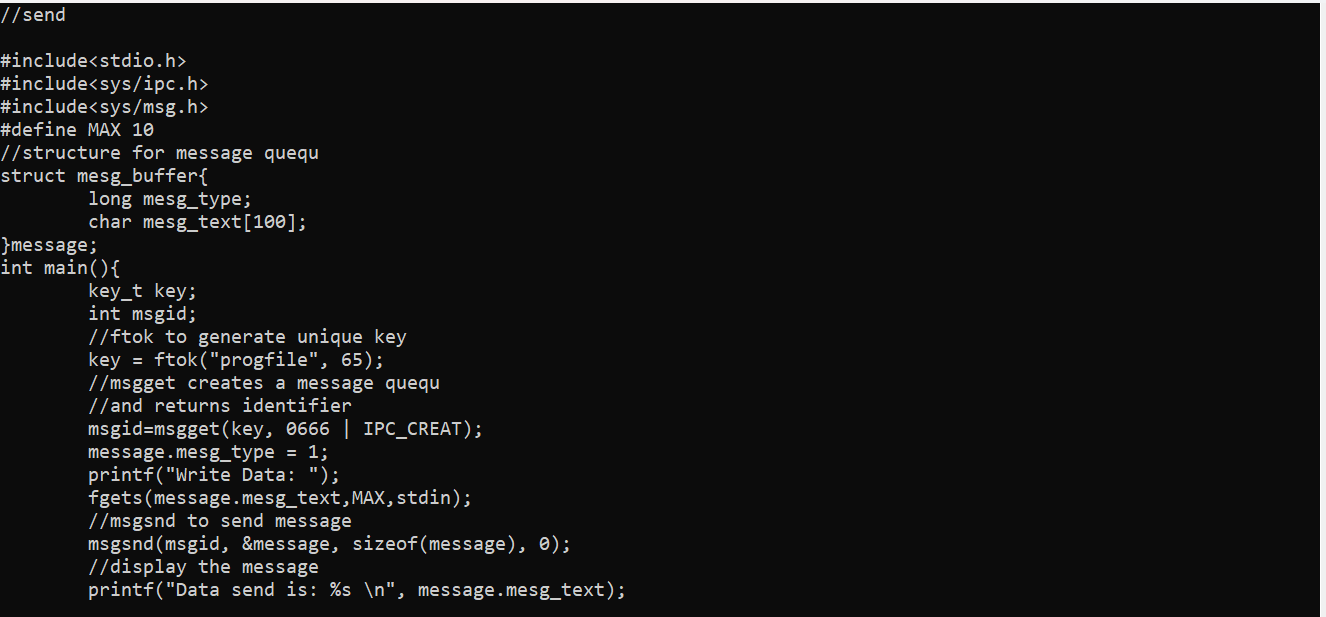 //send
#include<stdio.h>
#include<sys/ipc.h>
#include<sys/msg.h>
#define MAX 10
//structure for message quequ
struct mesg_buffer{
        long mesg_type;
        char mesg_text[100];
}message;
int main(){
        key_t key;
        int msgid;
        //ftok to generate unique key
        key = ftok("progfile", 65);
        //msgget creates a message quequ
        //and returns identifier
        msgid=msgget(key, 0666 | IPC_CREAT);
        message.mesg_type = 1;
        printf("Write Data: ");
        fgets(message.mesg_text,MAX,stdin);
        //msgsnd to send message
        msgsnd(msgid, &message, sizeof(message), 0);
        //display the message
        printf("Data send is: %s \n", message.mesg_text);